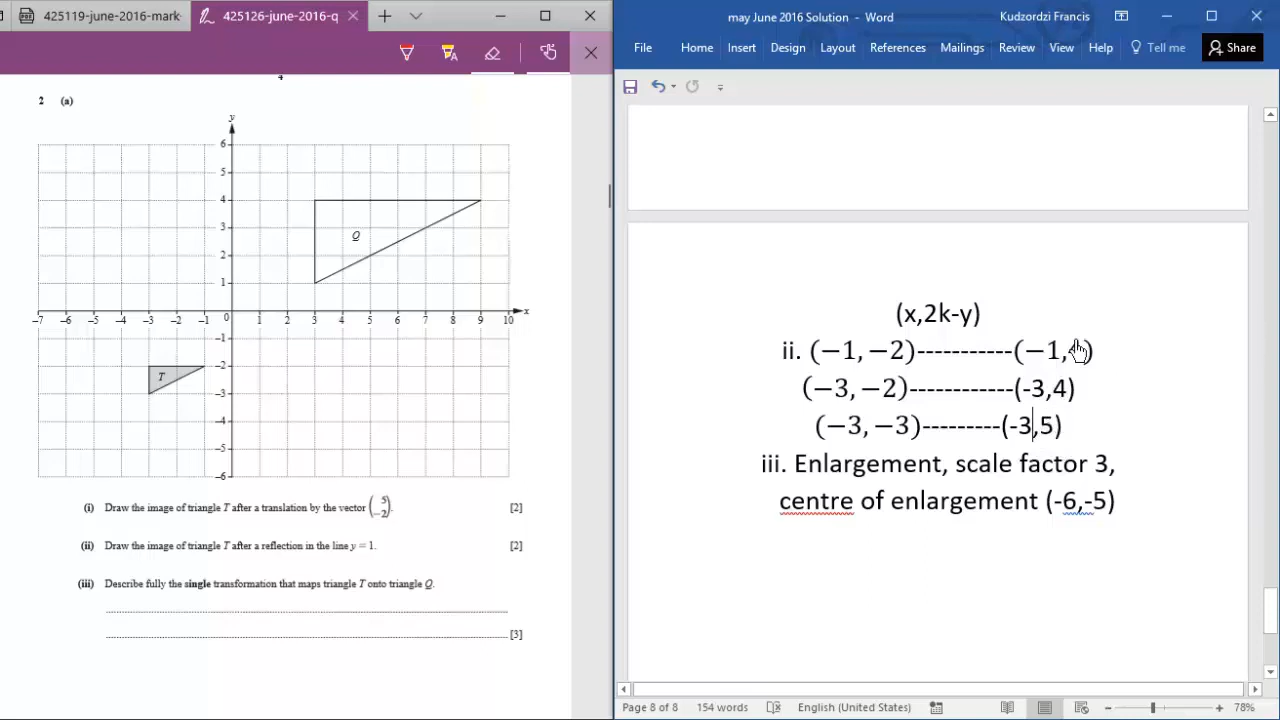 425119-june-2016-mark
425126-june-2016-q
may June 2016 Solution - Word
Kudzordzi Francis
File Home Insert Design Layout References Mailings Review View Help Tell me Share
4
2 (a)
y
6
5
4
3
2
1
Q
-7 -6 -5 -4 -3 -2 -1 0 1 2 3 4 5 6 7 8 9 10 x
-1
-2
-3
-4
-5
-6
T
(i) Draw the image of triangle T after a translation by the vector (5 -2). [2]
(ii) Draw the image of triangle T after a reflection in the line y = 1. [2]
(iii) Describe fully the single transformation that maps triangle T onto triangle Q.
[3]
(x,2k-y)
ii. (−1, −2)-----------(−1, )
(−3, −2)------------(-3,4)
(−3, −3)---------(-3,5)
iii. Enlargement, scale factor 3,
centre of enlargement (-6,-5)
Page 8 of 8 154 words English (United States) 78%